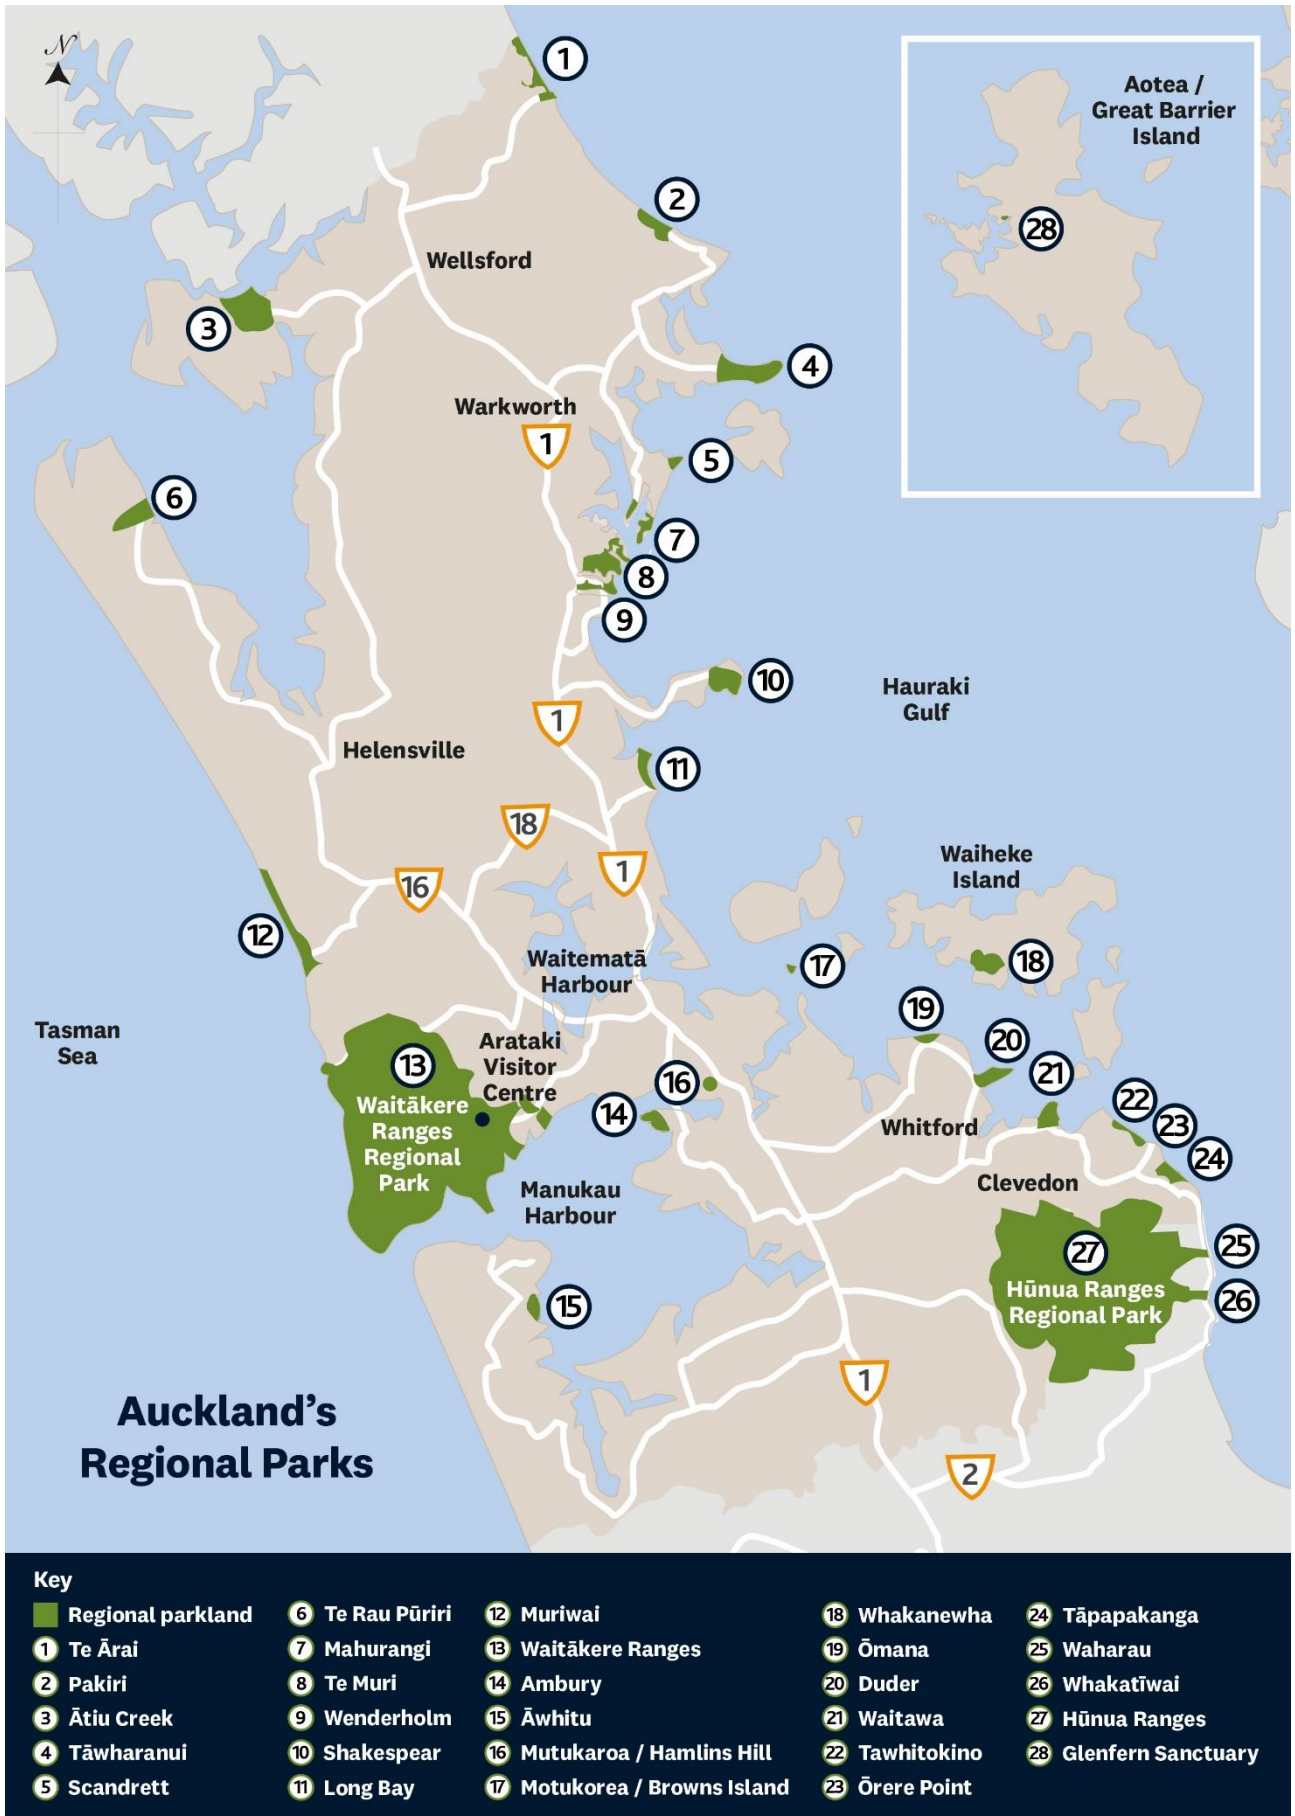 N
1
Aotea /
Great Barrier
Island
2
28
Wellsford
3
4
Warkworth
1
5
6
7
8
9
10
Hauraki
Gulf
1
Helensville
11
18
Waiheke
Island
1
16
12
Waitematā
Harbour
17
18
19
Tasman
Sea
Arataki
Visitor
Centre
20
13
16
21
Waitākere
Ranges
Regional
Park
14
22
Whitford
23
24
Clevedon
Manukau
Harbour
27
25
Hūnua Ranges
Regional Park
26
15
1
Auckland's
Regional Parks
2
Key
Regional parkland
1 Te Ārai
2 Pakiri
3 Ātiu Creek
4 Tāwharanui
5 Scandrett
6 Te Rau Pūriri
7 Mahurangi
8 Te Muri
9 Wenderholm
10 Shakespear
11 Long Bay
12 Muriwai
13 Waitākere Ranges
14 Ambury
15 Āwhitu
16 Mutukaroa / Hamlins Hill
17 Motukorea / Browns Island
18 Whakanewha
19 Ōmana
20 Duder
21 Waitawa
22 Tawhitokino
23 Ōrere Point
24 Tāpapakanga
25 Waharau
26 Whakatīwai
27 Hūnua Ranges
28 Glenfern Sanctuary